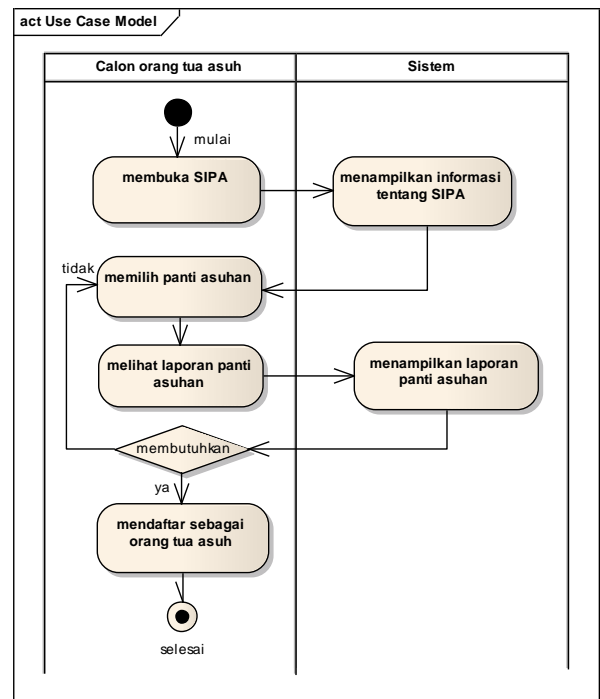 act Use Case Model
Calon orang tua asuh
Sistem
mulai
membuka SIPA
menampilkan informasi
tentang SIPA
tidak
memilih panti asuhan
melihat laporan panti
asuhan
menampilkan laporan
panti asuhan
membutuhkan
ya
mendaftar sebagai
orang tua asuh
selesai